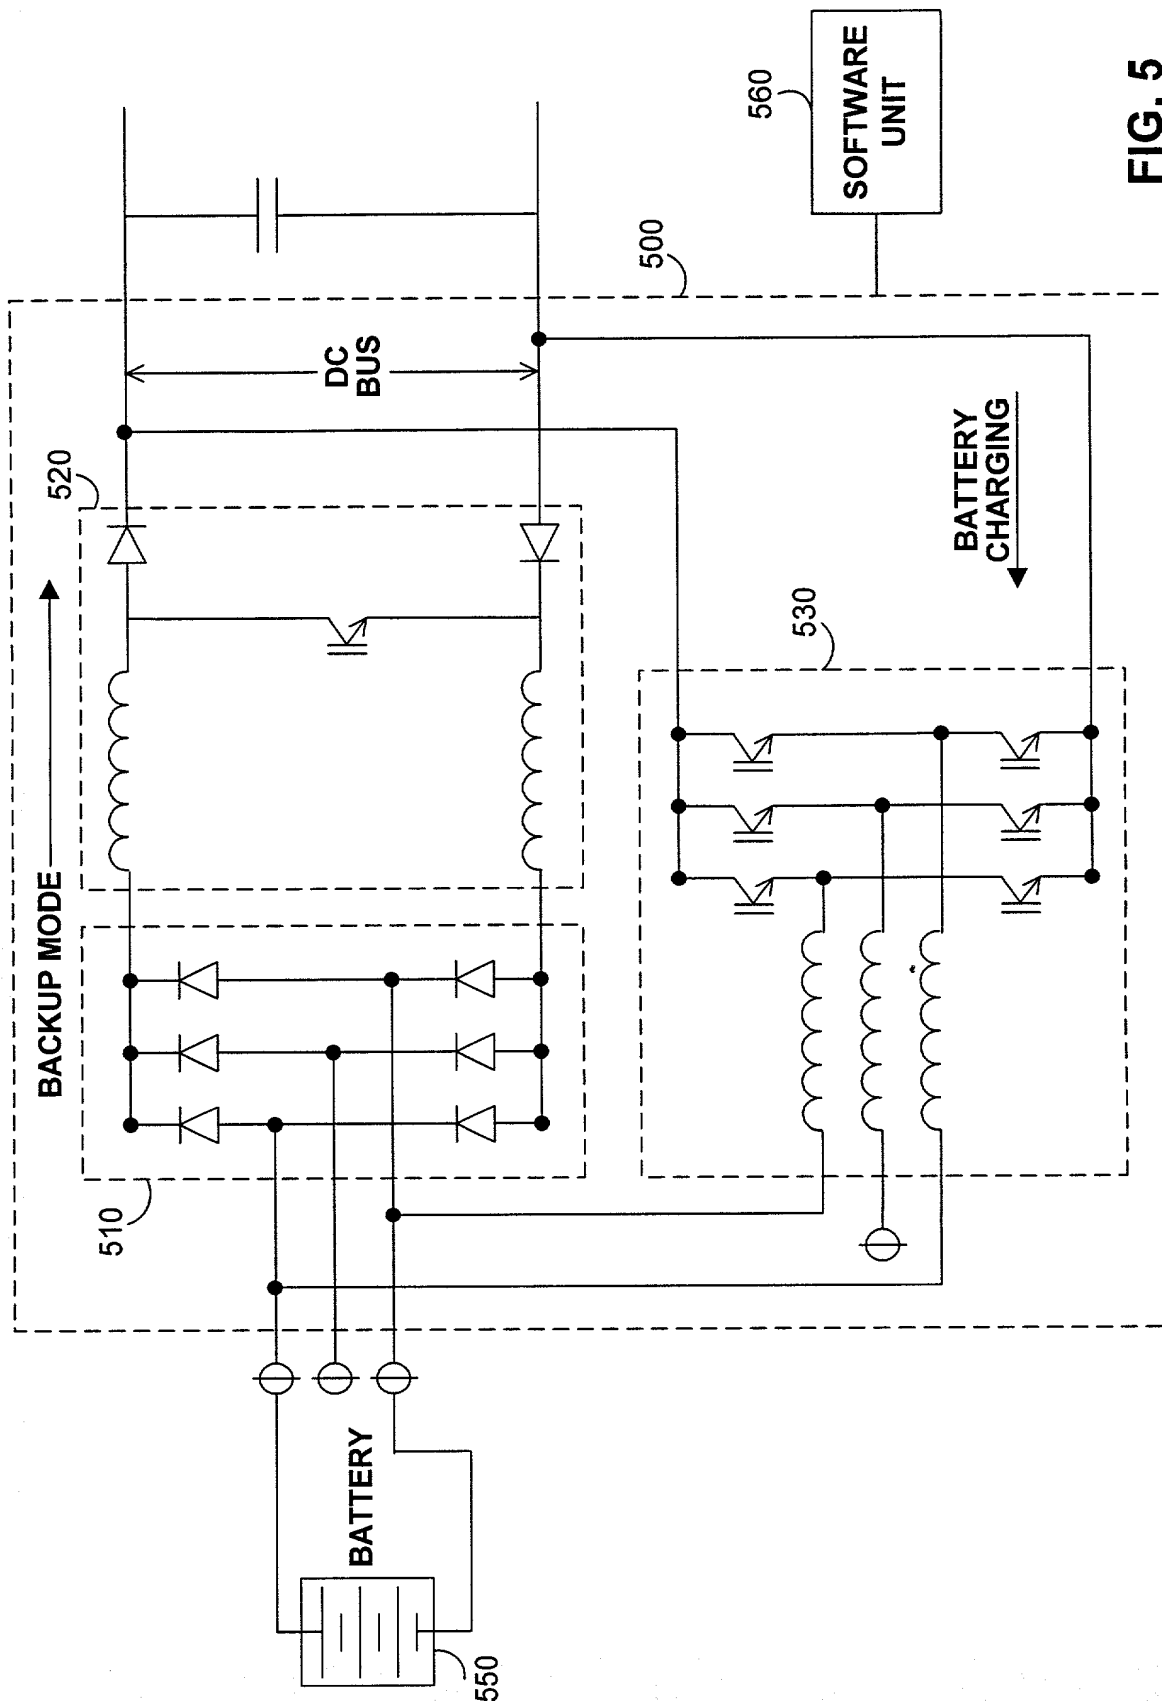 BACKUP MODE
510
520
DC
BUS
500
560
SOFTWARE
UNIT
530
BATTERY
CHARGING
BATTERY
550
FIG. 5